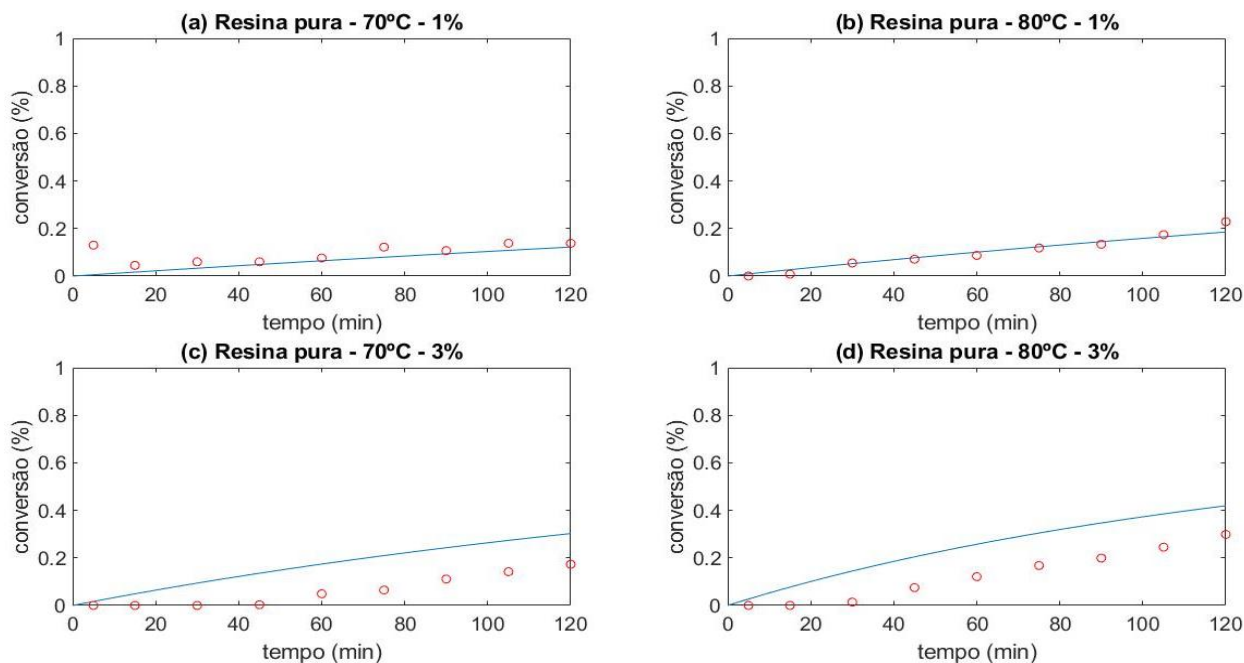 (a) Resina pura - 70ºC - 1%
1
0.8
0.6
0.4
0.2
0
conversão (%)
0 20 40 60 80 100 120
tempo (min)
(b) Resina pura - 80ºC - 1%
1
0.8
0.6
0.4
0.2
0
conversão (%)
0 20 40 60 80 100 120
tempo (min)
(c) Resina pura - 70ºC - 3%
1
0.8
0.6
0.4
0.2
0
conversão (%)
0 20 40 60 80 100 120
tempo (min)
(d) Resina pura - 80ºC - 3%
1
0.8
0.6
0.4
0.2
0
conversão (%)
0 20 40 60 80 100 120
tempo (min)